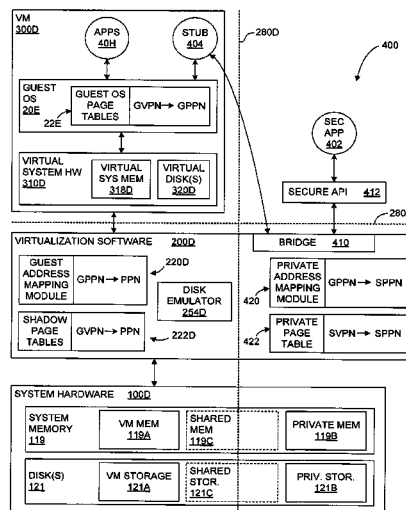 VM
300D
APPS
40H
STUB
404
280D
400
GUEST
OS
20E
GUEST OS
PAGE
TABLES
22E
GVPN→GPPN
SEC
APP
402
VIRTUAL
SYSTEM HW
310D
VIRTUAL
SYS MEM
318D
VIRTUAL
DISK(S)
320D
SECURE API 412
280
VIRTUALIZATION SOFTWARE 200D
BRIDGE 410
GUEST
ADDRESS
MAPPING
MODULE
GPPN→PPN
220D
DISK
EMULATOR
254D
420
PRIVATE
ADDRESS
MAPPING
MODULE
GPPN→SPPN
SHADOW
PAGE
TABLES
GVPN→PPN
222D
422
PRIVATE
PAGE
TABLE
SVPN→SPPN
SYSTEM HARDWARE 100D
SYSTEM
MEMORY
119
VM MEM
119A
SHARED
MEM
119C
PRIVATE MEM
119B
DISK(S)
121
VM STORAGE
121A
SHARED
STOR. 121C
PRIV. STOR.
121B